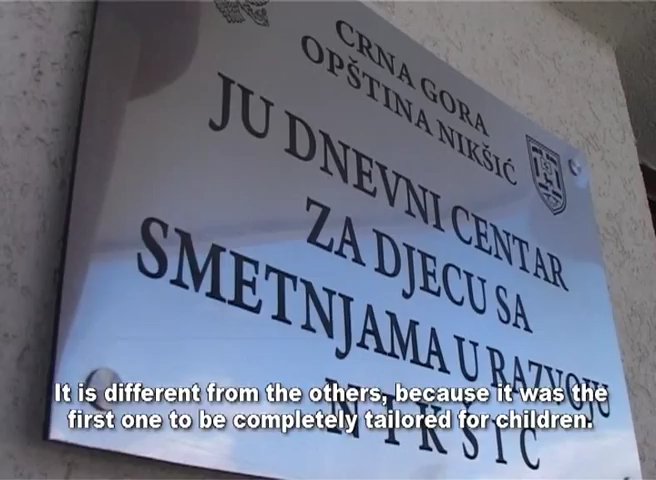 CRNA GORA
OPŠTINA NIKŠIĆ
JU DNEVNI CENTAR
ZA DJECU SA
SMETNJAMA U RAZVOJU
NIKŠIĆ
It is different from the others, because it was the
first one to be completely tailored for children.